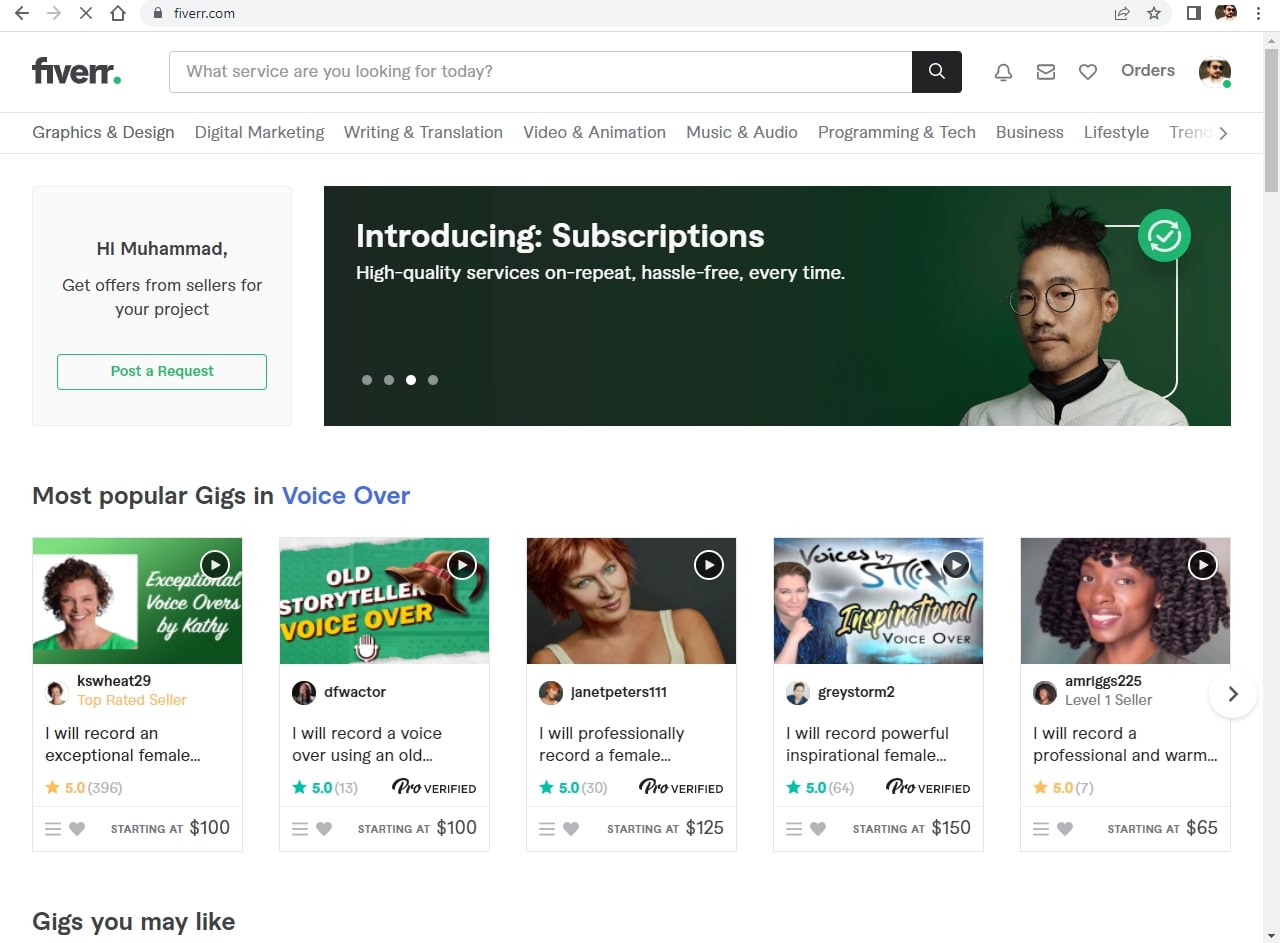 fiverr.com
fiverr.
What service are you looking for today?
Orders
Graphics & Design Digital Marketing Writing & Translation Video & Animation Music & Audio Programming & Tech Business Lifestyle Trend
HI Muhammad,
Get offers from sellers for
your project
Post a Request
Introducing: Subscriptions
High-quality services on-repeat, hassle-free, every time.
Most popular Gigs in Voice Over
Exceptional
Voice Overs
by Kathy
kswheat29
Top Rated Seller
I will record an
exceptional female...
5.0 (396)
STARTING AT $100
OLD
STORYTELLER
VOICE OVER
dfwactor
I will record a voice
over using an old...
5.0 (13) Pro VERIFIED
STARTING AT $100
janetpeters111
I will professionally
record a female...
5.0 (30) Pro VERIFIED
STARTING AT $125
Voices by
STORM
Inspirational
VOICE OVER
greystorm2
I will record powerful
inspirational female...
5.0 (64) Pro VERIFIED
STARTING AT $150
amriggs225
Level 1 Seller
I will record a
professional and warm...
5.0 (7)
STARTING AT $65
Gigs you may like